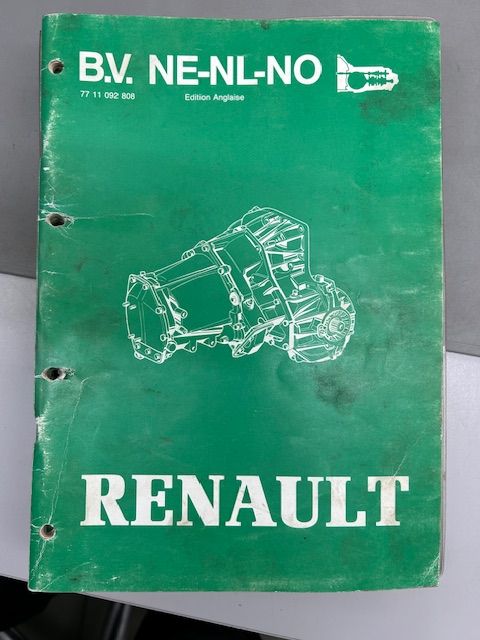 B.V. NE-NL-NO
77 11 092 808
Edition Anglaise
RENAULT